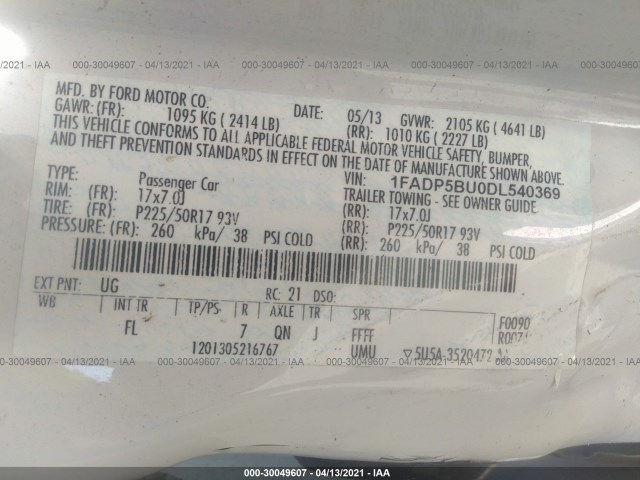 000-30049607 - 04/13/2021 - IAA
MFD. BY FORD MOTOR CO. DATE: 05/13 GVWR: 2105 KG ( 4641 LB)
GAWR: (FR): 1095 KG ( 2414 LB) (RR): 1010 KG ( 2227 LB)
THIS VEHICLE CONFORMS TO ALL APPLICABLE FEDERAL MOTOR VEHICLE SAFETY, BUMPER,
AND THEFT PREVENTION STANDARDS IN EFFECT ON THE DATE OF MANUFACTURE SHOWN ABOVE.
VIN: 1FADP5BU0DL540369
TYPE: Passenger Car TRAILER TOWING - SEE OWNER GUIDE.
RIM: (FR): 17x7.0J (RR): 17x7.0J
TIRE: (FR): P225/50R17 93V (RR): P225/50R17 93V
PRESSURE: (FR): 260 kPa/ 38 PSI COLD (RR): 260 kPa/ 38 PSI COLD
EXT PNT: UG RC: 21 DSO:
WB INT TR TP/PS R AXLE TR SPR F0090
FL 7 QN J FFFF
1201305216767 UMU ▽5U5A-3520472
000-30049607 - 04/13/2021 - IAA